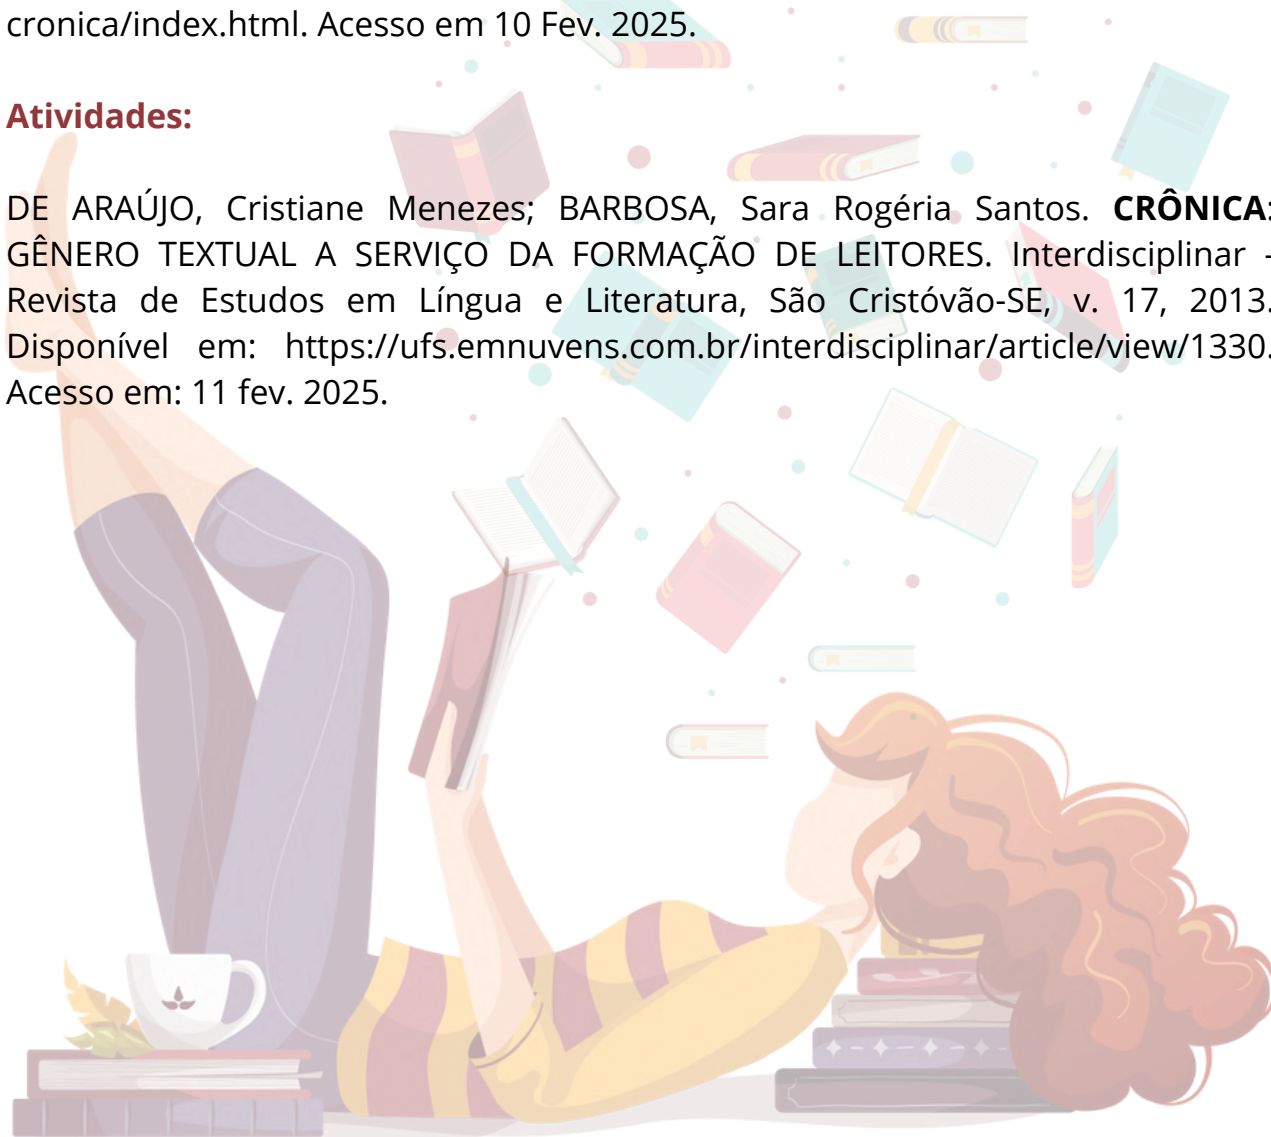 cronica/index.html. Acesso em 10 Fev. 2025.
Atividades:
DE ARAÚJO, Cristiane Menezes; BARBOSA, Sara Rogéria Santos. CRÔNICA:
GÊNERO TEXTUAL A SERVIÇO DA FORMAÇÃO DE LEITORES. Interdisciplinar -
Revista de Estudos em Língua e Literatura, São Cristóvão-SE, v. 17, 2013.
Disponível em: https://ufs.emnuvens.com.br/interdisciplinar/article/view/1330.
Acesso em: 11 fev. 2025.